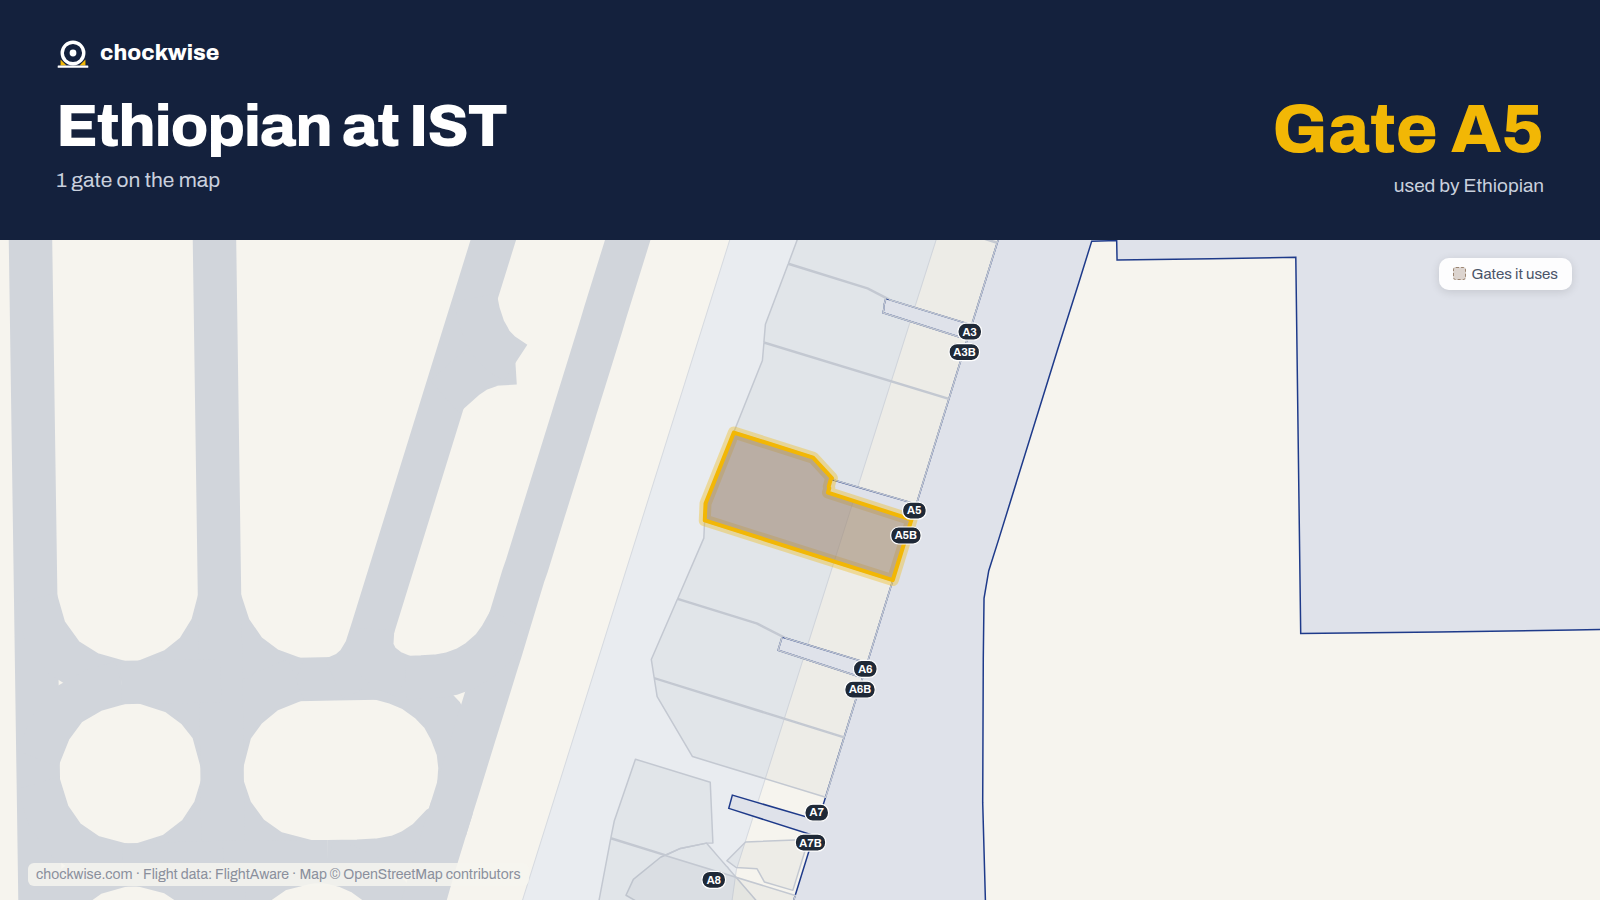 chockwise
Ethiopian at IST
1 gate on the map
Gate A5
used by Ethiopian
Gates it uses
A3
A3B
A5
A5B
A6
A6B
A7
A7B
A8
chockwise.com · Flight data: FlightAware · Map © OpenStreetMap contributors